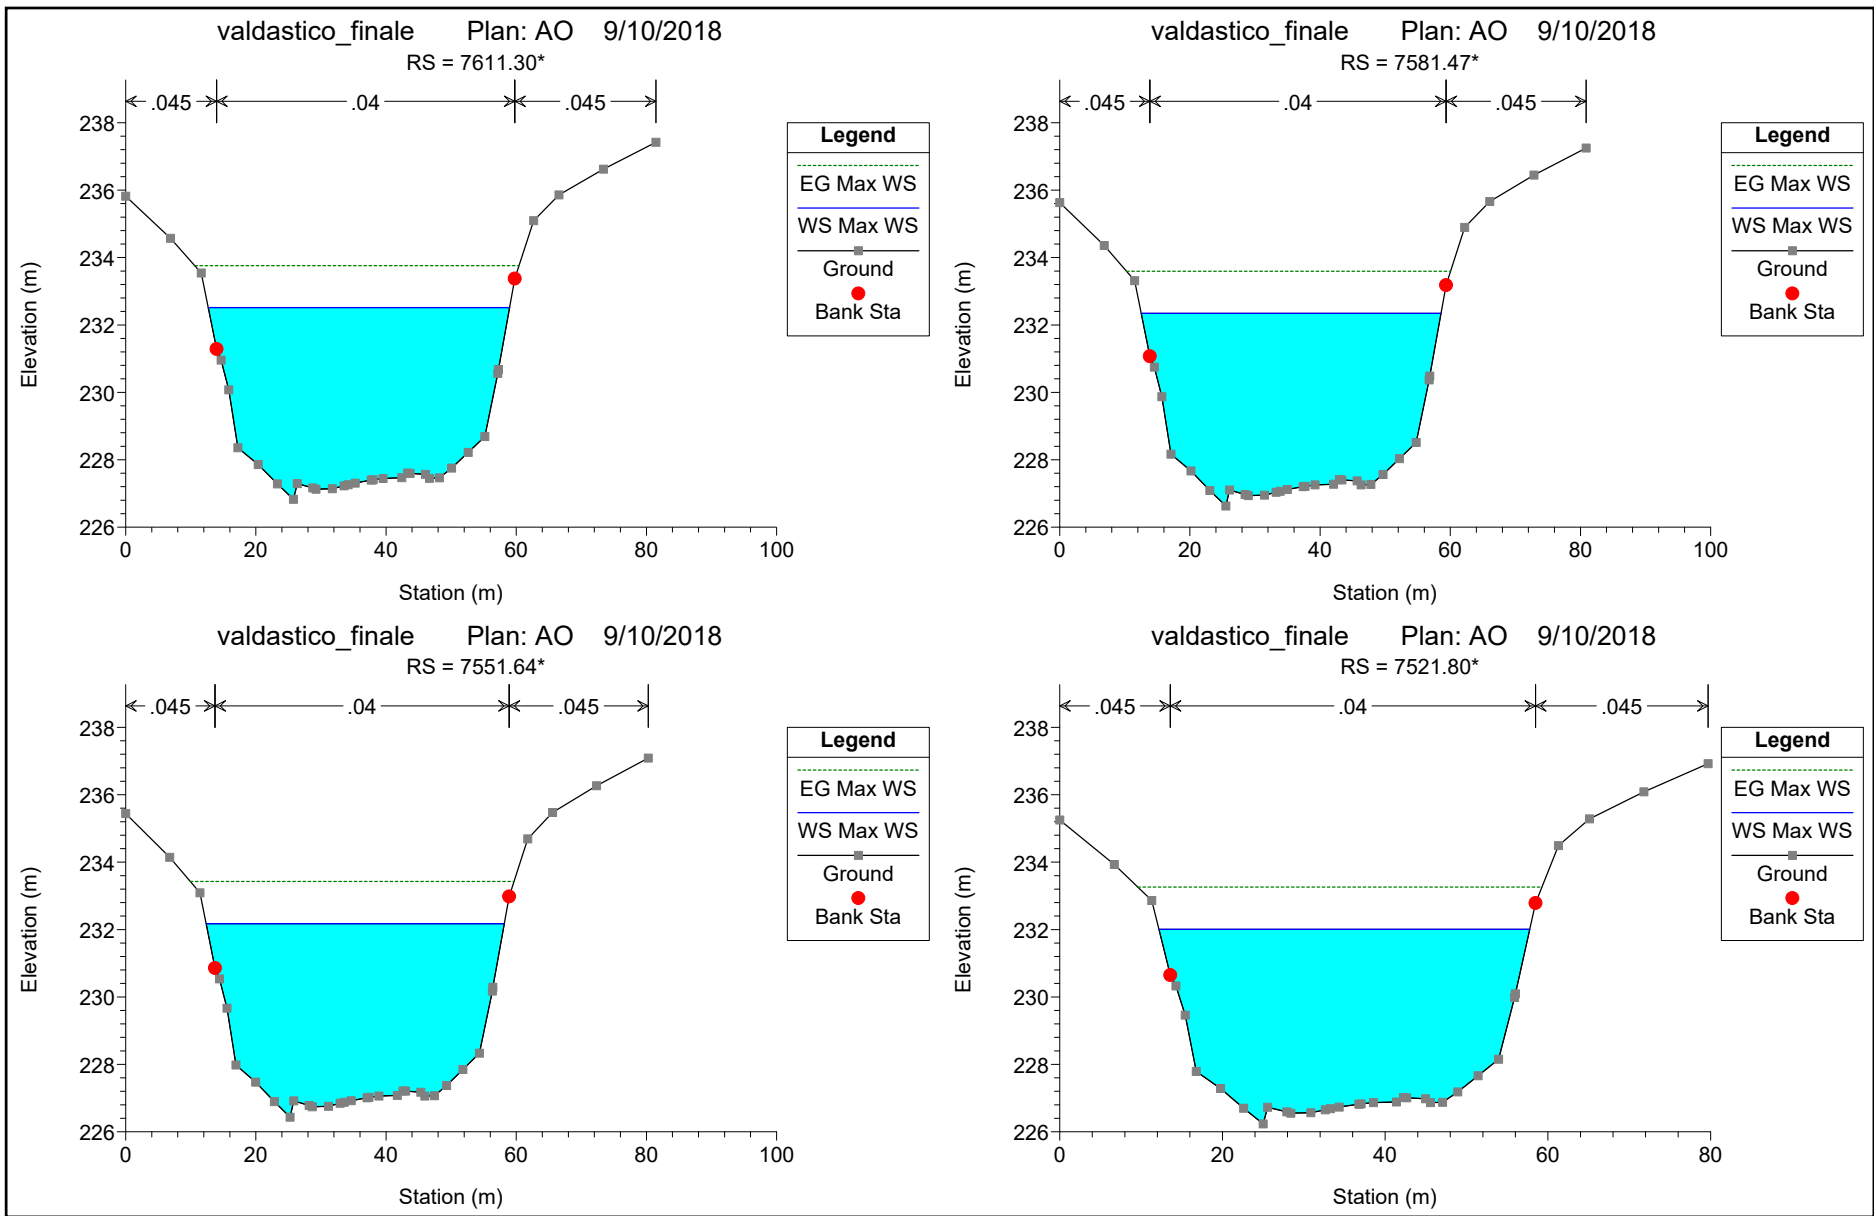 valdastico_finale Plan: AO 9/10/2018
RS = 7611.30*
.045 .04 .045
238
236
234
232
230
228
226
0 20 40 60 80 100
Elevation (m)
Station (m)
Legend
EG Max WS
WS Max WS
Ground
Bank Sta
valdastico_finale Plan: AO 9/10/2018
RS = 7581.47*
.045 .04 .045
238
236
234
232
230
228
226
0 20 40 60 80 100
Elevation (m)
Station (m)
Legend
EG Max WS
WS Max WS
Ground
Bank Sta
valdastico_finale Plan: AO 9/10/2018
RS = 7551.64*
.045 .04 .045
238
236
234
232
230
228
226
0 20 40 60 80 100
Elevation (m)
Station (m)
Legend
EG Max WS
WS Max WS
Ground
Bank Sta
valdastico_finale Plan: AO 9/10/2018
RS = 7521.80*
.045 .04 .045
238
236
234
232
230
228
226
0 20 40 60 80
Elevation (m)
Station (m)
Legend
EG Max WS
WS Max WS
Ground
Bank Sta